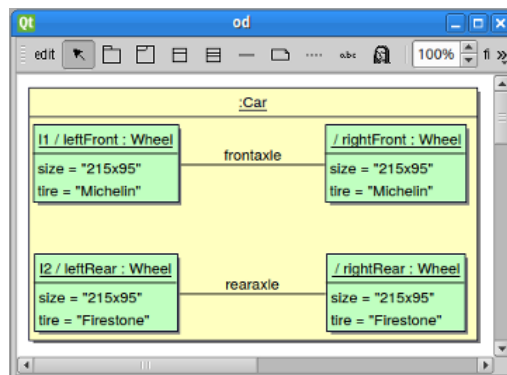 Qt od
edit abc 100% fi »
:Car
l1 / leftFront : Wheel
size = "215x95"
tire = "Michelin"
frontaxle
/ rightFront : Wheel
size = "215x95"
tire = "Michelin"
l2 / leftRear : Wheel
size = "215x95"
tire = "Firestone"
rearaxle
/ rightRear : Wheel
size = "215x95"
tire = "Firestone"